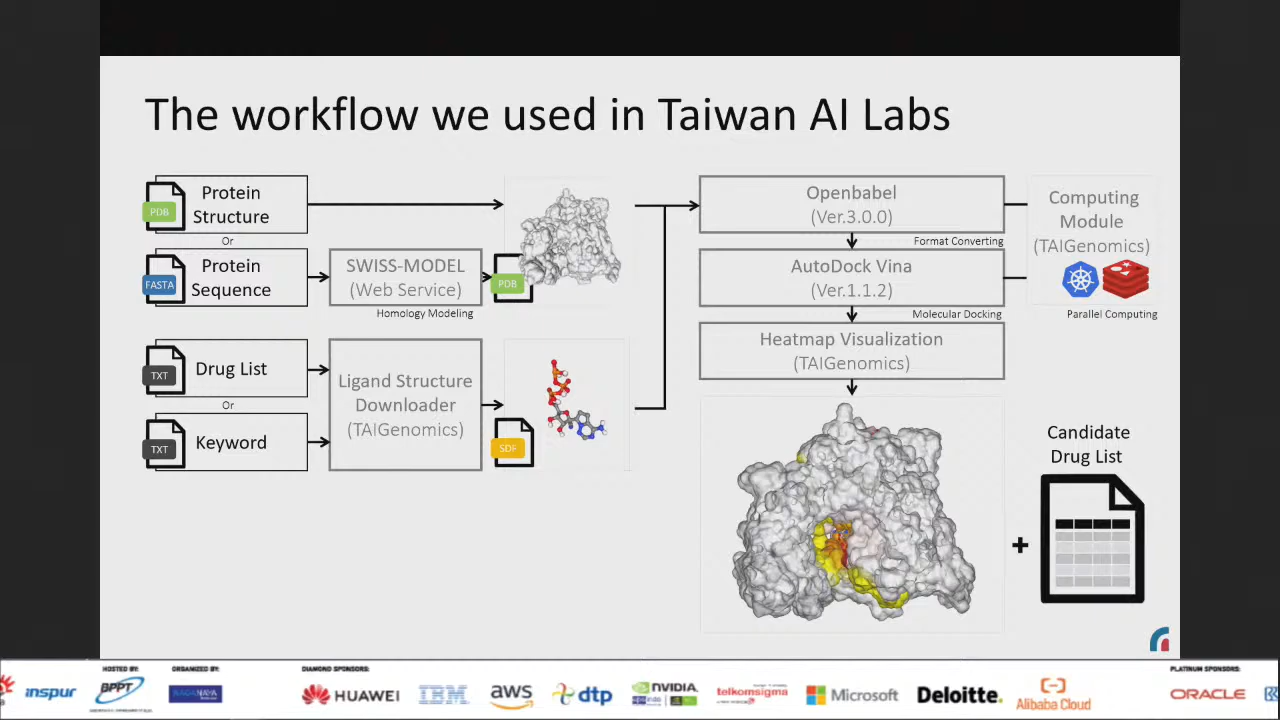 The workflow we used in Taiwan AI Labs
PDB
Protein
Structure
Or
FASTA
Protein
Sequence
SWISS-MODEL
(Web Service)
Homology Modeling
PDB
TXT
Drug List
Or
TXT
Keyword
Ligand Structure
Downloader
(TAIGenomics)
SDF
Openbabel
(Ver.3.0.0)
Format Converting
AutoDock Vina
(Ver.1.1.2)
Molecular Docking
Heatmap Visualization
(TAIGenomics)
Computing
Module
(TAIGenomics)
Parallel Computing
Candidate
Drug List
+
HOSTED BY:
ORGANIZED BY:
DIAMOND SPONSORS:
PLATINUM SPONSORS:
inspur
BPPT
HUAWEI
IBM
aws
dtp
NVIDIA
telkomsigma
Microsoft
Deloitte.
Alibaba Cloud
ORACLE